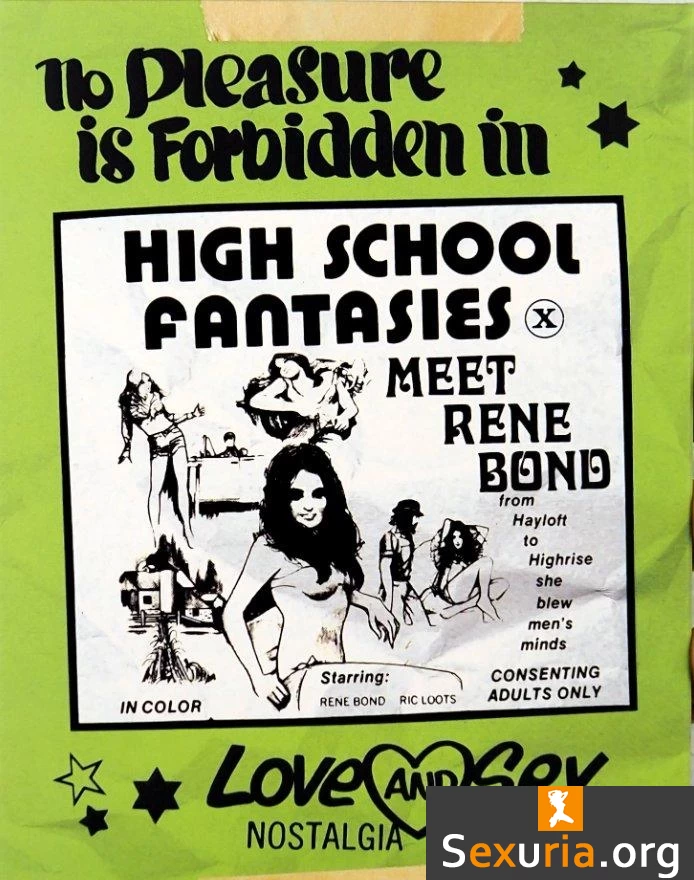 No Pleasure
is Forbidden in
HIGH SCHOOL
FANTASIES X
MEET
RENE
BOND
from
Hayloft
to
Highrise
she
blew
men's
minds
Starring:
RENE BOND RIC LOOTS
CONSENTING
ADULTS ONLY
IN COLOR
LOVE AND Sex
NOSTALGIA
Sexuria.org